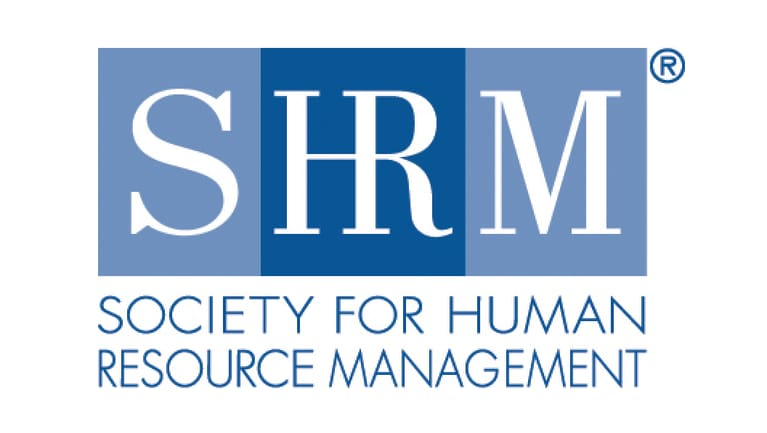 SHRM®
SOCIETY FOR HUMAN
RESOURCE MANAGEMENT